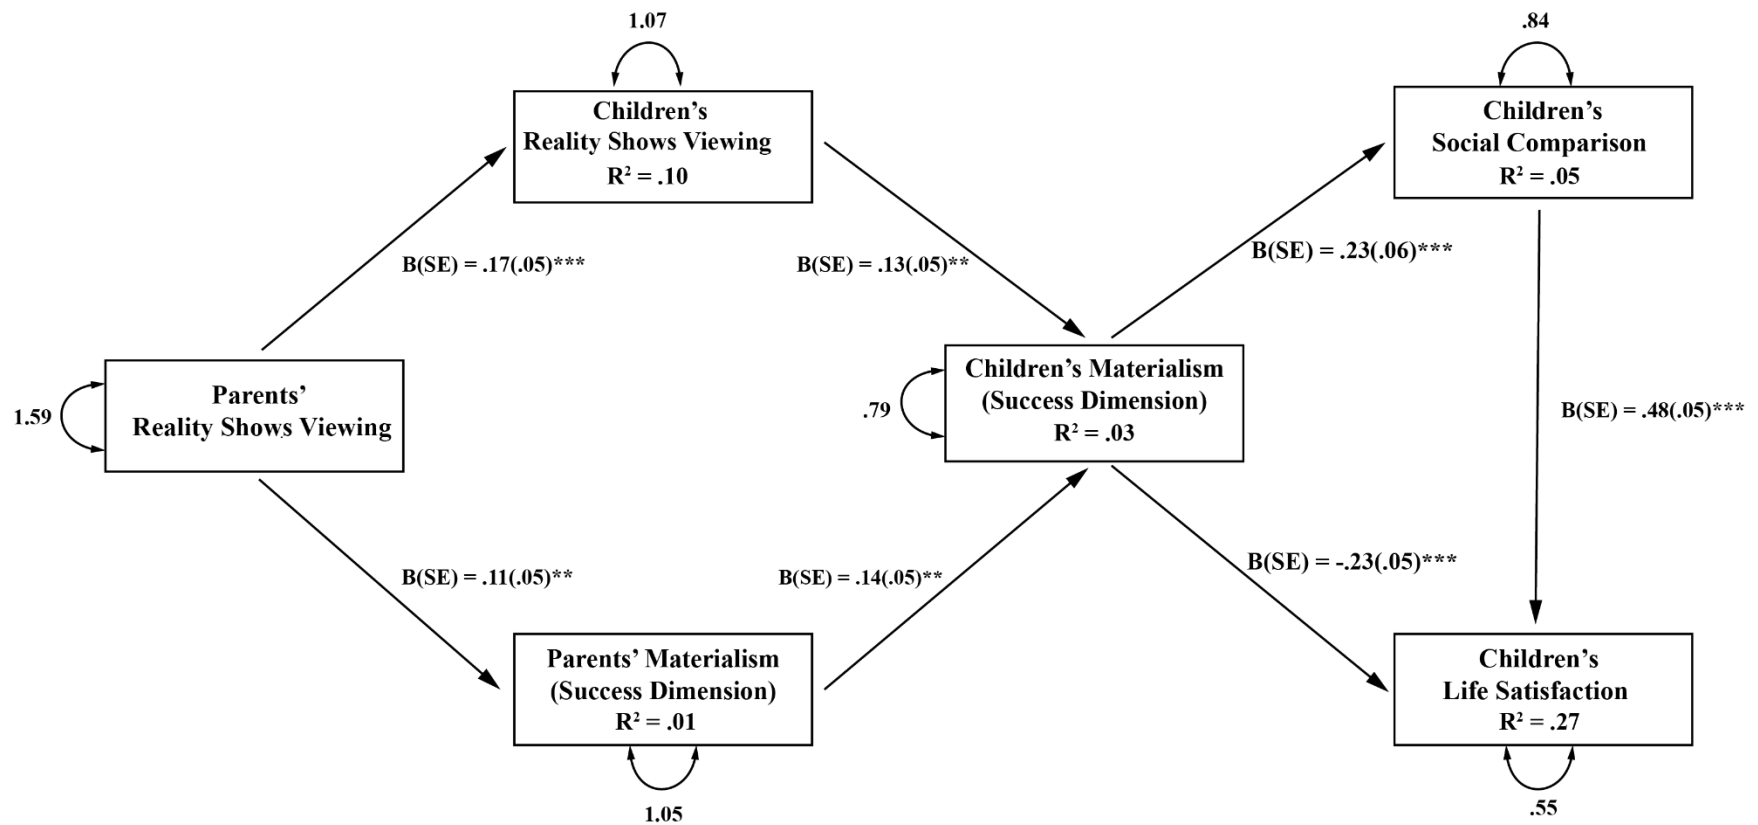 1.07
.84
Children's
Reality Shows Viewing
R² = .10
Children's
Social Comparison
R² = .05
B(SE) = .17(.05)***
B(SE) = .13(.05)**
B(SE) = .23(.06)***
1.59
Parents'
Reality Shows Viewing
.79
Children's Materialism
(Success Dimension)
R² = .03
B(SE) = .48(.05)***
B(SE) = .11(.05)**
B(SE) = .14(.05)**
B(SE) = -.23(.05)***
Parents' Materialism
(Success Dimension)
R² = .01
Children's
Life Satisfaction
R² = .27
1.05
.55